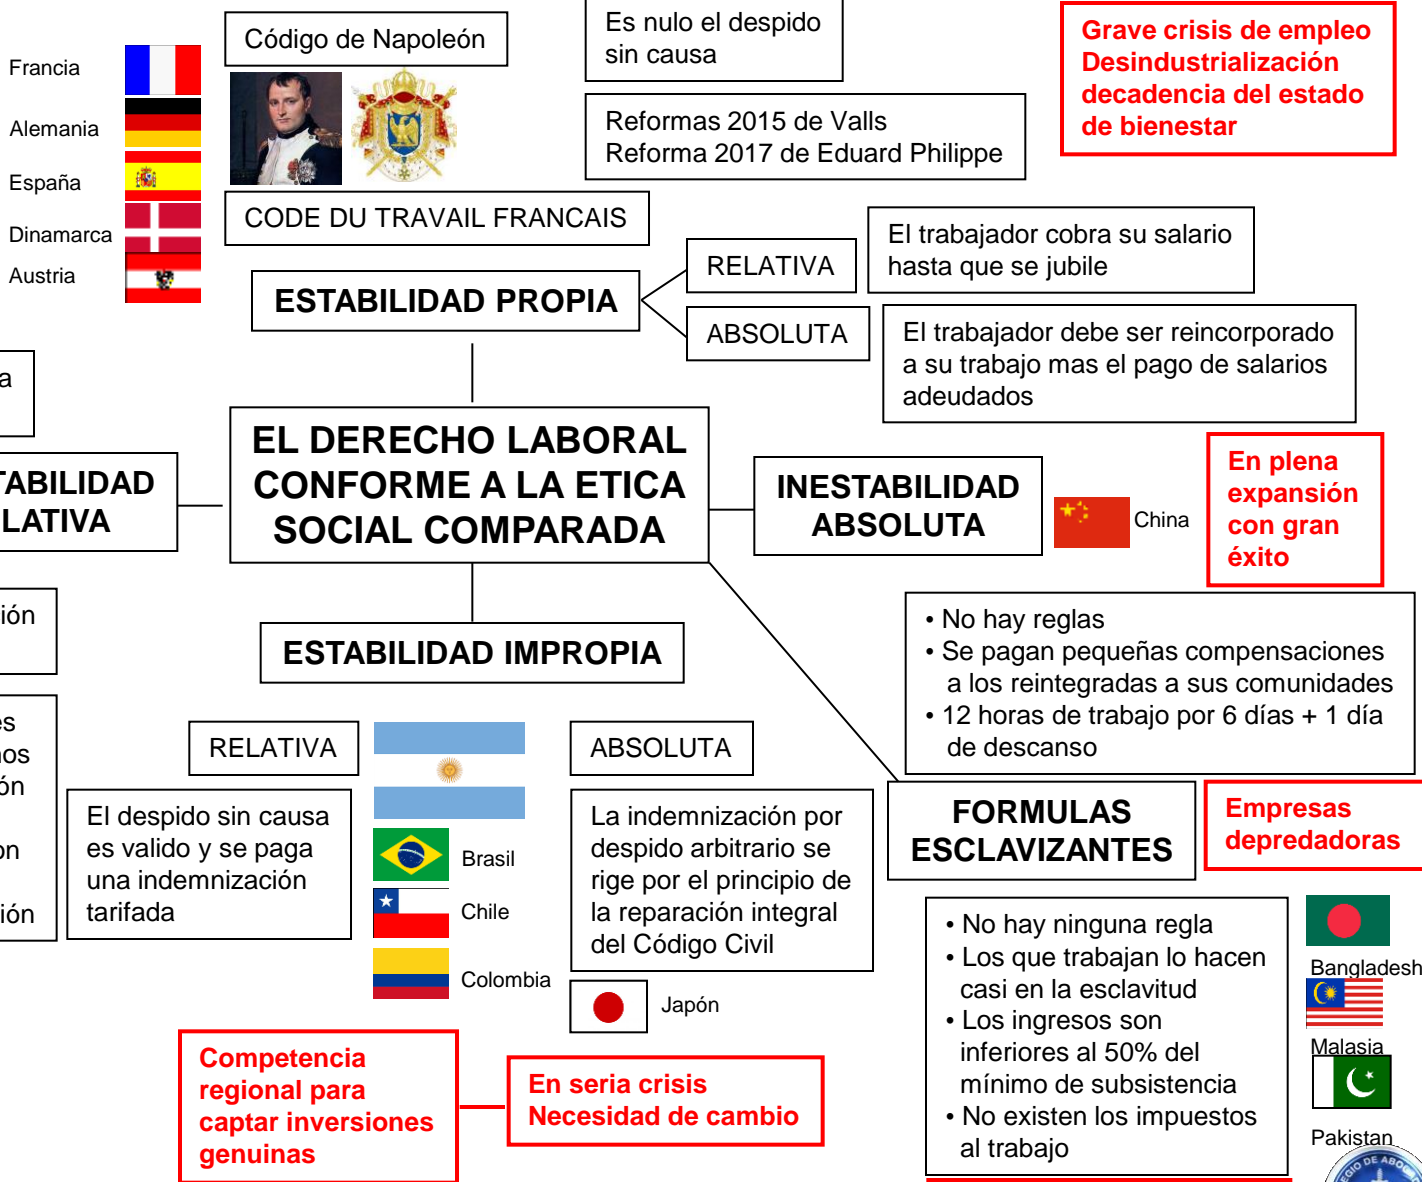 Francia
Alemania
España
Dinamarca
Austria
Código de Napoleón
CODE DU TRAVAIL FRANCAIS
Es nulo el despido
sin causa
Reformas 2015 de Valls
Reforma 2017 de Eduard Philippe
Grave crisis de empleo
Desindustrialización
decadencia del estado
de bienestar
ESTABILIDAD PROPIA
RELATIVA
El trabajador cobra su salario
hasta que se jubile
ABSOLUTA
El trabajador debe ser reincorporado
a su trabajo mas el pago de salarios
adeudados
a
TABILIDAD
LATIVA
EL DERECHO LABORAL
CONFORME A LA ETICA
SOCIAL COMPARADA
INESTABILIDAD
ABSOLUTA
China
En plena
expansión
con gran
éxito
• No hay reglas
• Se pagan pequeñas compensaciones
a los reintegradas a sus comunidades
• 12 horas de trabajo por 6 días + 1 día
de descanso
ión
es
nos
ón
on
ión
ESTABILIDAD IMPROPIA
RELATIVA
El despido sin causa
es valido y se paga
una indemnización
tarifada
Brasil
Chile
Colombia
ABSOLUTA
La indemnización por
despido arbitrario se
rige por el principio de
la reparación integral
del Código Civil
Japón
Competencia
regional para
captar inversiones
genuinas
En seria crisis
Necesidad de cambio
FORMULAS
ESCLAVIZANTES
Empresas
depredadoras
• No hay ninguna regla
• Los que trabajan lo hacen
casi en la esclavitud
• Los ingresos son
inferiores al 50% del
mínimo de subsistencia
• No existen los impuestos
al trabajo
Bangladesh
Malasia
Pakistan